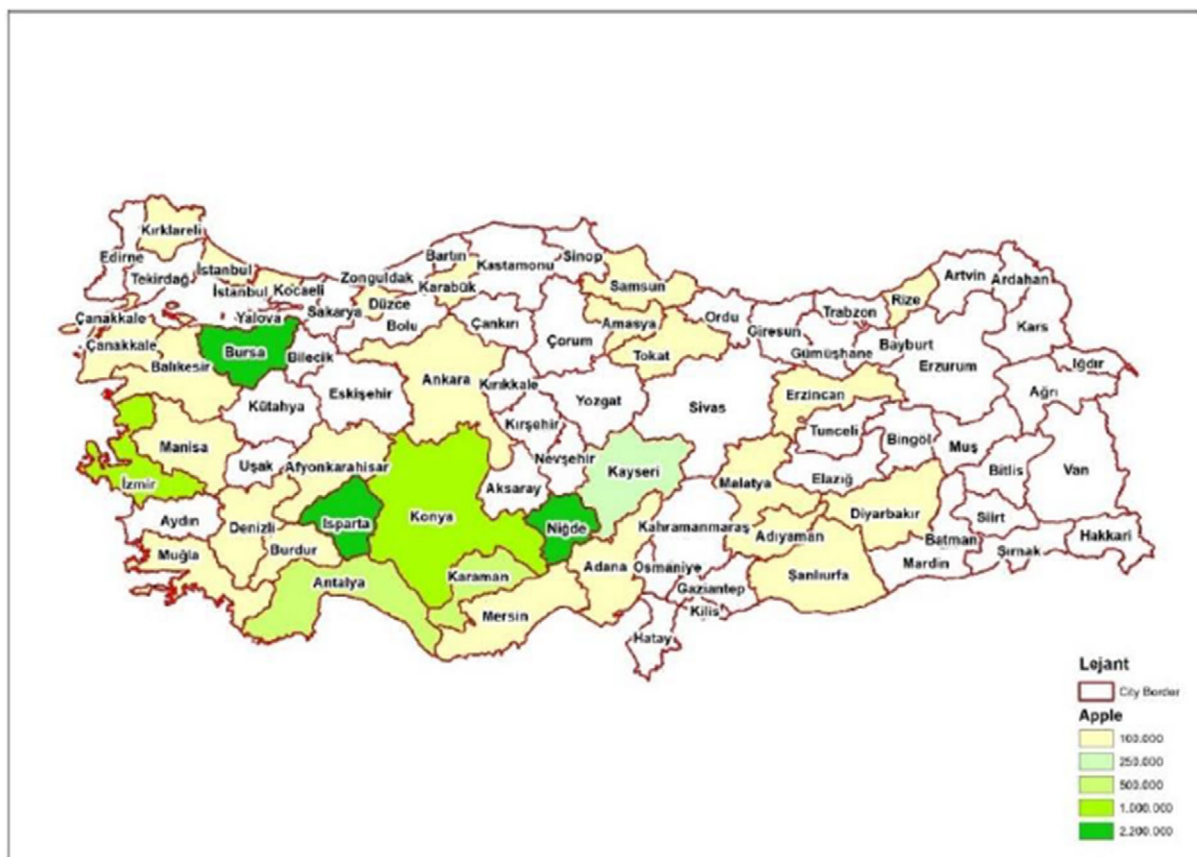 Kırklareli
Edirne
Tekirdağ
İstanbul
İstanbul
Kocaeli
Yalova
Sakarya
Düzce
Zonguldak
Bartın
Karabük
Kastamonu
Sinop
Samsun
Çankırı
Bolu
Çorum
Amasya
Tokat
Ordu
Giresun
Trabzon
Gümüşhane
Rize
Artvin
Ardahan
Kars
Bayburt
Erzurum
Iğdır
Ağrı
Çanakkale
Çanakkale
Balıkesir
Bursa
Bilecik
Kütahya
Eskişehir
Ankara
Kırıkkale
Kırşehir
Yozgat
Sivas
Erzincan
Tunceli
Bingöl
Muş
Bitlis
Van
Manisa
İzmir
Uşak
Afyonkarahisar
Isparta
Konya
Aksaray
Nevşehir
Niğde
Kayseri
Malatya
Elazığ
Diyarbakır
Batman
Siirt
Şırnak
Hakkari
Aydın
Denizli
Muğla
Burdur
Antalya
Karaman
Mersin
Adana
Kahramanmaraş
Osmaniye
Gaziantep
Kilis
Hatay
Adıyaman
Şanlıurfa
Mardin
Lejant
City Border
Apple
100.000
250.000
500.000
1.000.000
2.200.000